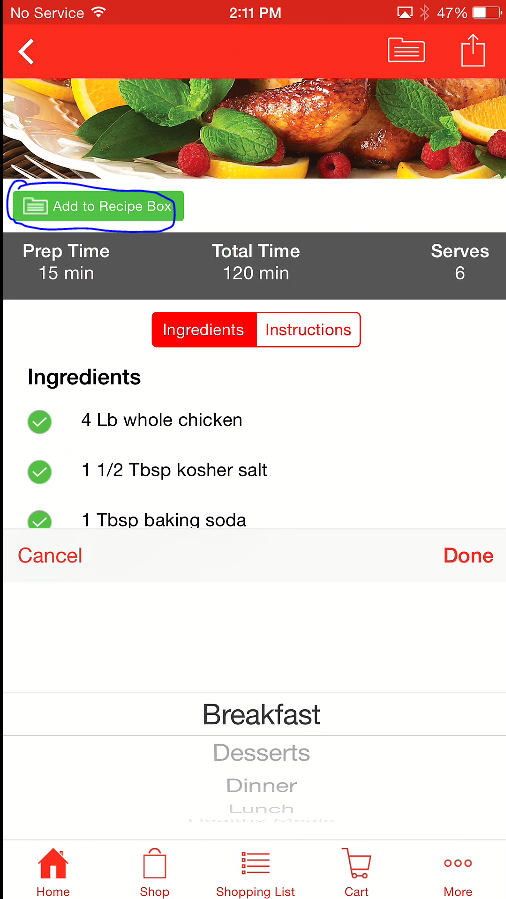 No Service 2:11 PM 47%
Add to Recipe Box
Prep Time Total Time Serves
15 min 120 min 6
Ingredients Instructions
Ingredients
4 Lb whole chicken
1 1/2 Tbsp kosher salt
1 Tbsp baking soda
Cancel Done
Breakfast
Desserts
Dinner
Lunch
Home Shop Shopping List Cart More